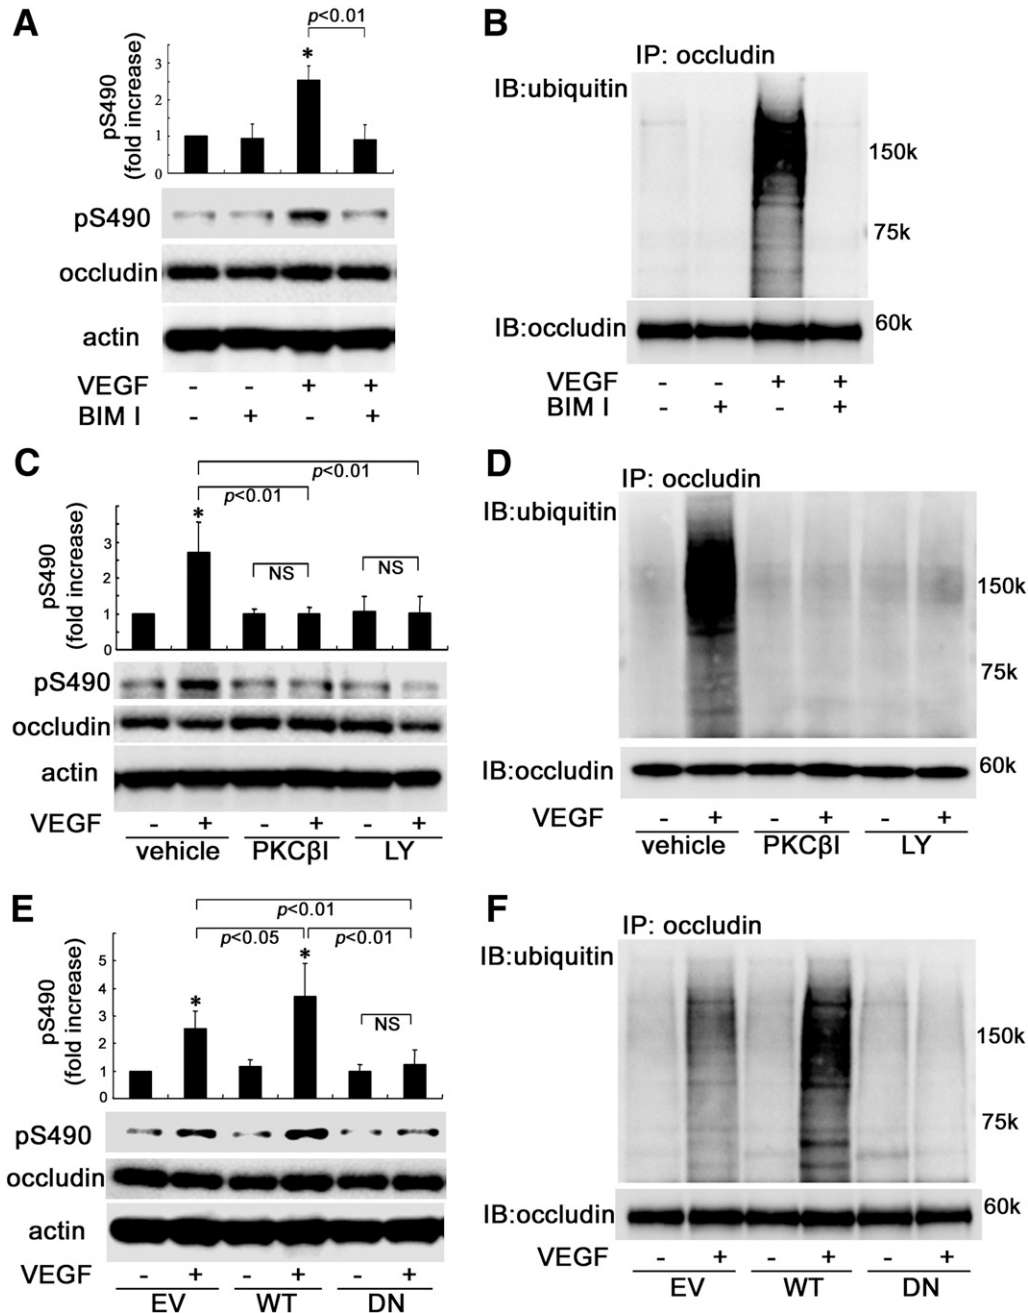 A
p<0.01
*
pS490
(fold increase)
3
2
1
0
pS490
occludin
actin
VEGF - - + +
BIM I - + - +
B
IP: occludin
IB:ubiquitin
150k
75k
IB:occludin 60k
VEGF - - + +
BIM I - + - +
C
p<0.01
p<0.01
*
NS NS
pS490
(fold increase)
3
2
1
0
pS490
occludin
actin
VEGF - + - + - +
vehicle PKCβI LY
D
IP: occludin
IB:ubiquitin
150k
75k
IB:occludin 60k
VEGF - + - + - +
vehicle PKCβI LY
E
p<0.01
p<0.05 p<0.01
*
*
NS
pS490
(fold increase)
5
4
3
2
1
0
pS490
occludin
actin
VEGF - + - + - +
EV WT DN
F
IP: occludin
IB:ubiquitin
150k
75k
IB:occludin 60k
VEGF - + - + - +
EV WT DN